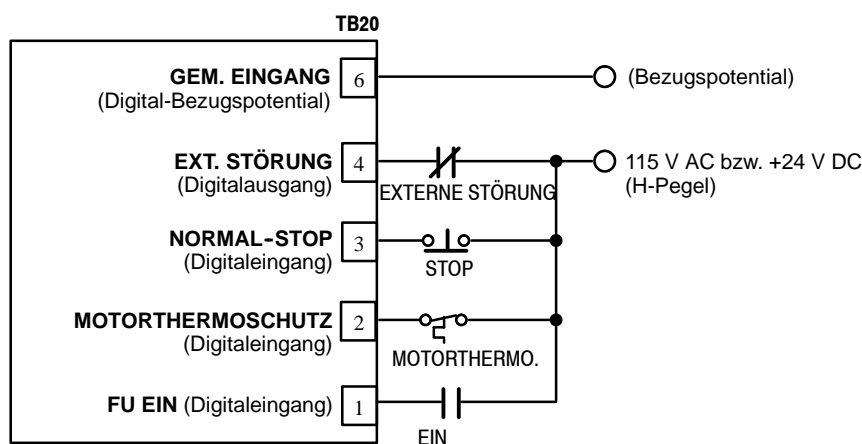 TB20
GEM. EINGANG
(Digital-Bezugspotential)
6
(Bezugspotential)
EXT. STÖRUNG
(Digitalausgang)
4
EXTERNE STÖRUNG
115 V AC bzw. +24 V DC
(H-Pegel)
NORMAL-STOP
(Digitaleingang)
3
STOP
MOTORTHERMOSCHUTZ
(Digitaleingang)
2
MOTORTHERMO.
FU EIN (Digitaleingang)
1
EIN